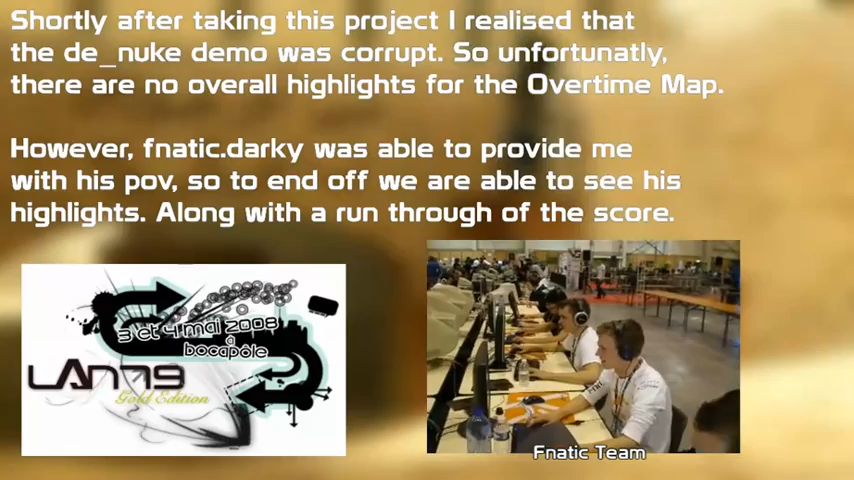 Shortly after taking this project I realised that
the de_nuke demo was corrupt. So unfortunatly,
there are no overall highlights for the Overtime Map.
However, fnatic.darky was able to provide me
with his pov, so to end off we are able to see his
highlights. Along with a run through of the score.
3 et 4 mai 2008
à
bocapôle
LAN79
Gold Edition
Fnatic Team